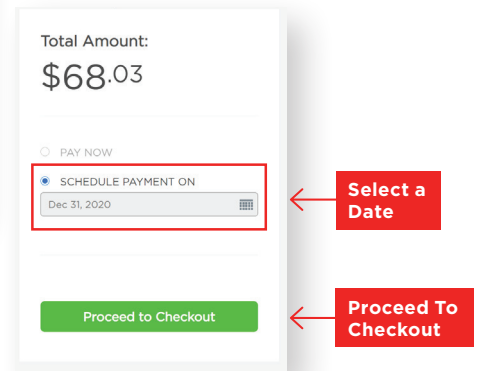 Total Amount:
$68.03
PAY NOW
SCHEDULE PAYMENT ON
Dec 31, 2020
Select a
Date
Proceed to Checkout
Proceed To
Checkout